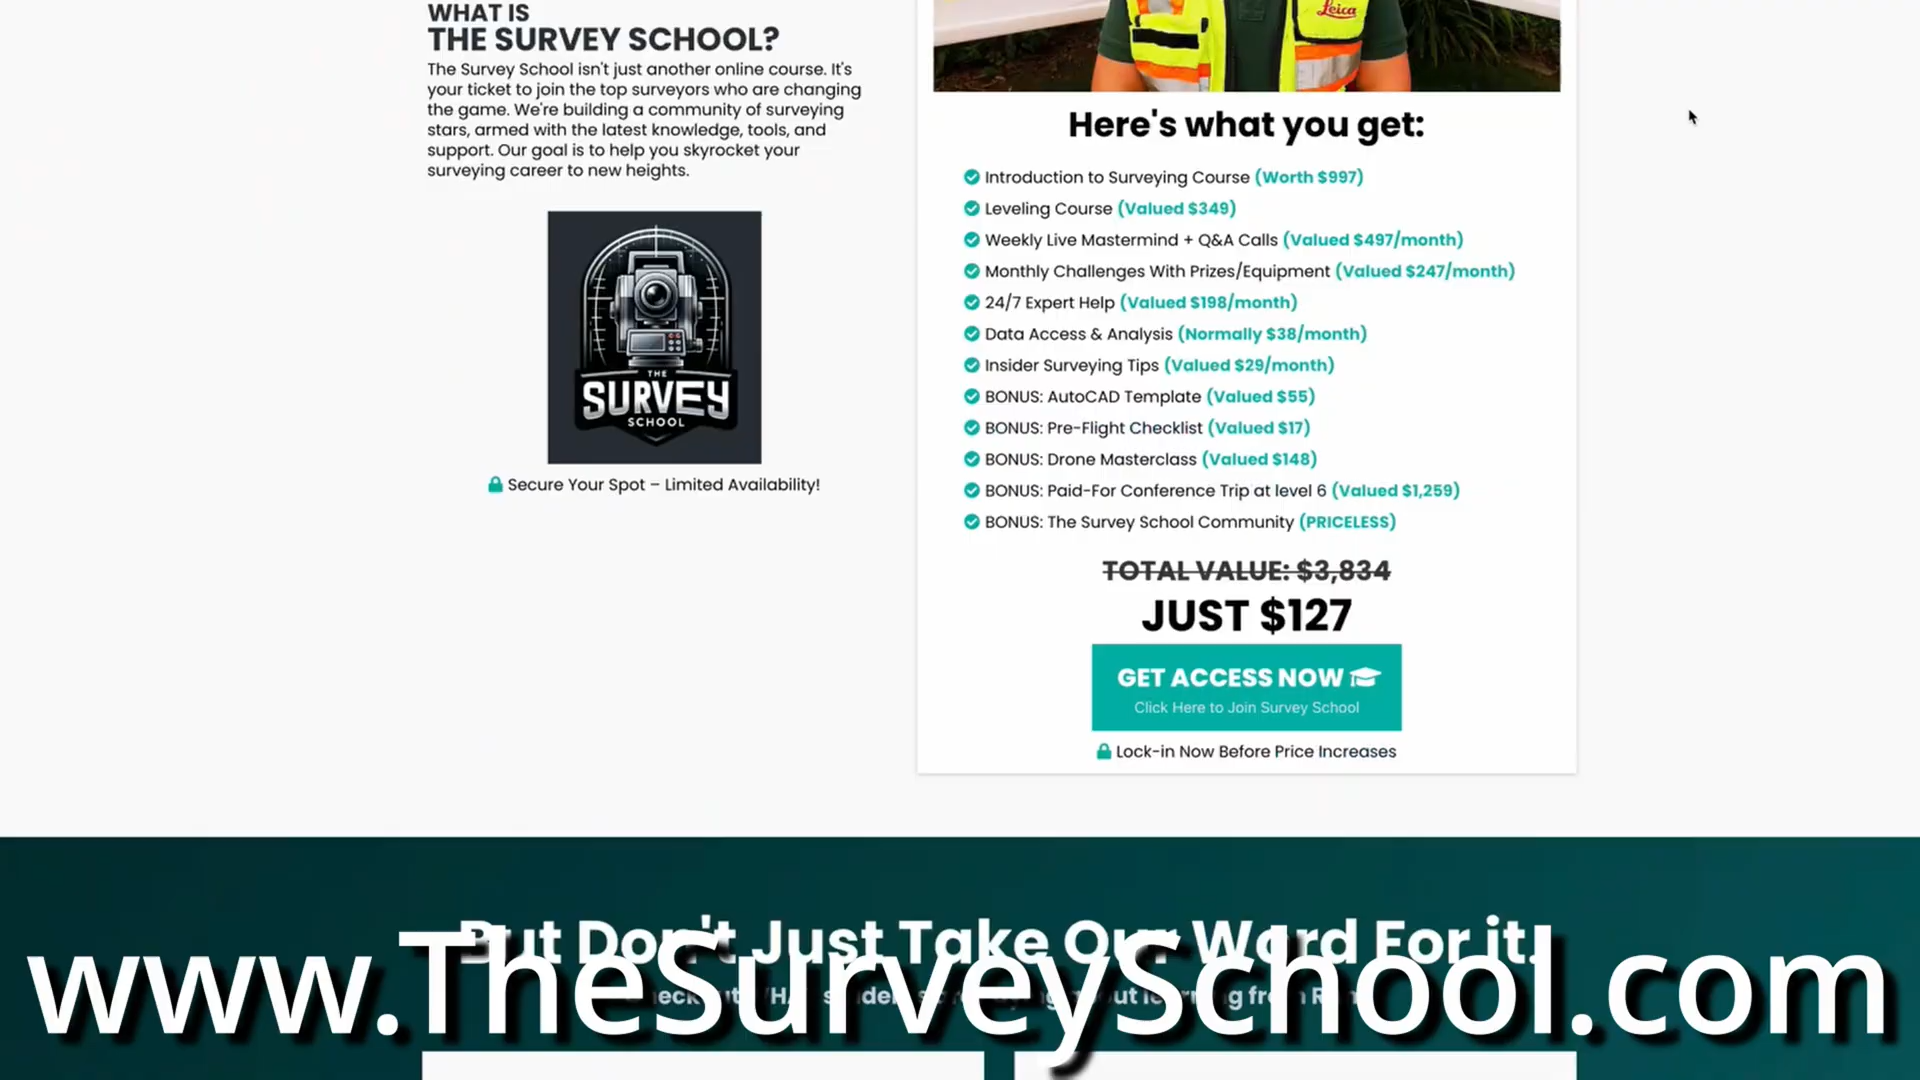 WHAT IS
THE SURVEY SCHOOL?
The Survey School isn't just another online course. It's
your ticket to join the top surveyors who are changing
the game. We're building a community of surveying
stars, armed with the latest knowledge, tools, and
support. Our goal is to help you skyrocket your
surveying career to new heights.
THE
SURVEY
SCHOOL
Secure Your Spot – Limited Availability!
Leica
Here's what you get:
Introduction to Surveying Course (Worth $997)
Leveling Course (Valued $349)
Weekly Live Mastermind + Q&A Calls (Valued $497/month)
Monthly Challenges With Prizes/Equipment (Valued $247/month)
24/7 Expert Help (Valued $198/month)
Data Access & Analysis (Normally $38/month)
Insider Surveying Tips (Valued $29/month)
BONUS: AutoCAD Template (Valued $55)
BONUS: Pre-Flight Checklist (Valued $17)
BONUS: Drone Masterclass (Valued $148)
BONUS: Paid-For Conference Trip at level 6 (Valued $1,259)
BONUS: The Survey School Community (PRICELESS)
TOTAL VALUE: $3,834
JUST $127
GET ACCESS NOW
Click Here to Join Survey School
Lock-in Now Before Price Increases
But Don't Just Take Our Word For it!
www.TheSurveySchool.com